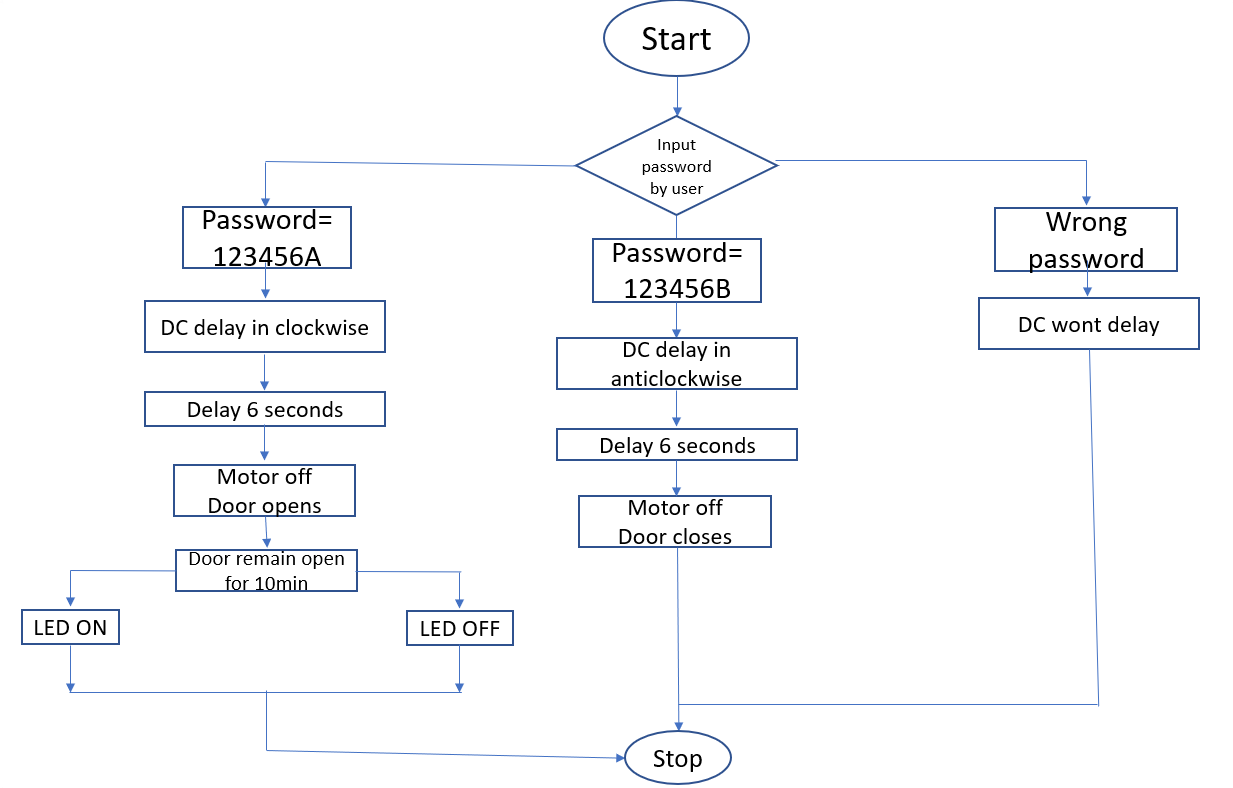 Start
Input
password
by user
Password=
123456A
DC delay in clockwise
Delay 6 seconds
Motor off
Door opens
Door remain open
for 10min
LED ON
LED OFF
Password=
123456B
DC delay in
anticlockwise
Delay 6 seconds
Motor off
Door closes
Wrong
password
DC wont delay
Stop